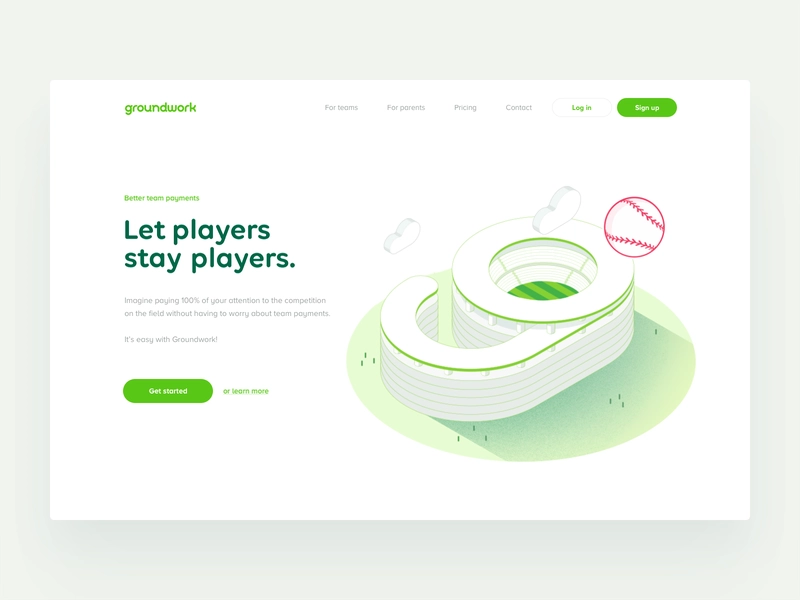 groundwork
For teams
For parents
Pricing
Contact
Log in
Sign up
Better team payments
Let players
stay players.
Imagine paying 100% of your attention to the competition
on the field without having to worry about team payments.
It's easy with Groundwork!
Get started
or learn more